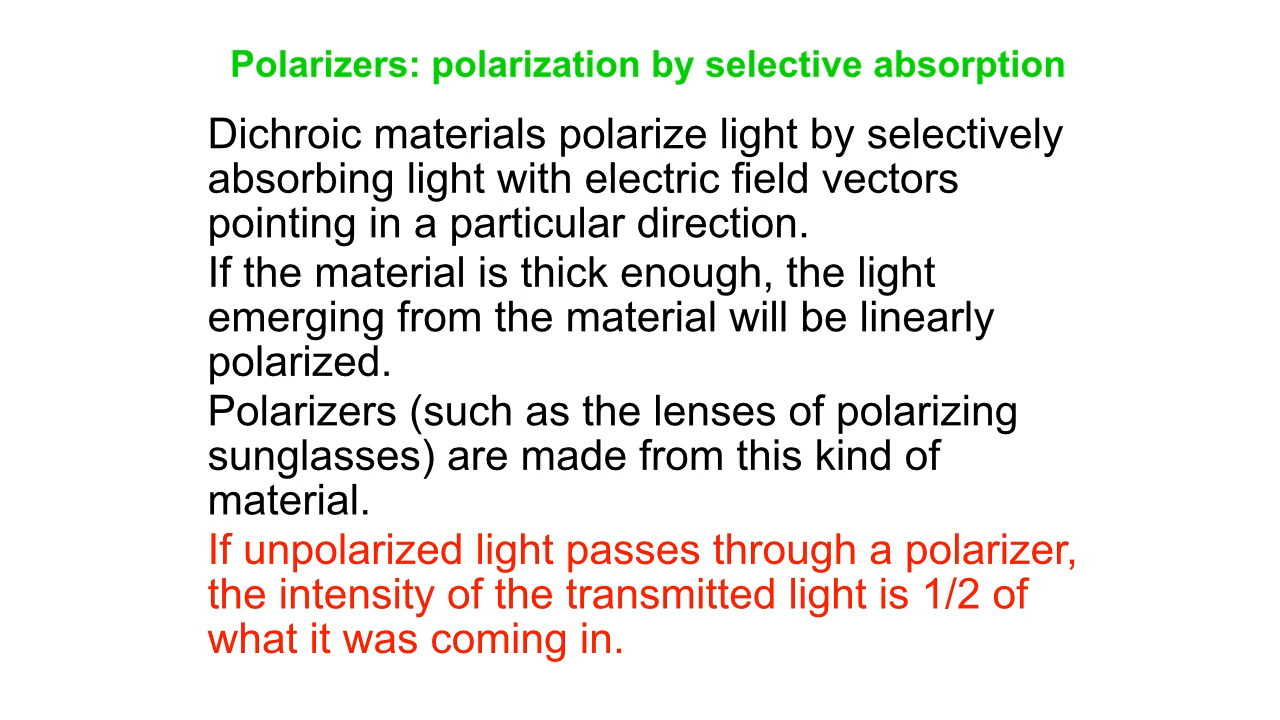 Polarizers: polarization by selective absorption
Dichroic materials polarize light by selectively
absorbing light with electric field vectors
pointing in a particular direction.
If the material is thick enough, the light
emerging from the material will be linearly
polarized.
Polarizers (such as the lenses of polarizing
sunglasses) are made from this kind of
material.
If unpolarized light passes through a polarizer,
the intensity of the transmitted light is 1/2 of
what it was coming in.